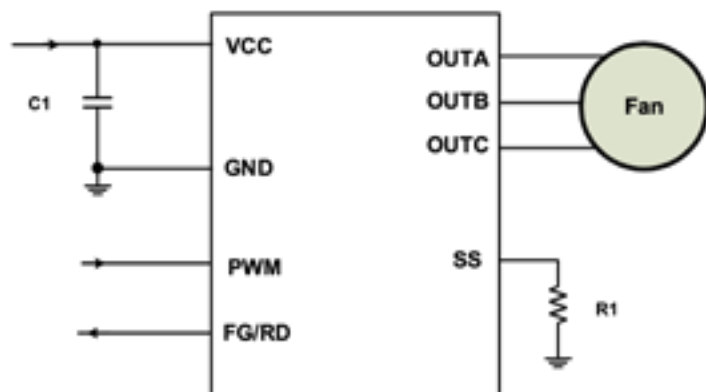 VCC
C1
GND
PWM
FG/RD
OUTA
OUTB
OUTC
Fan
SS
R1